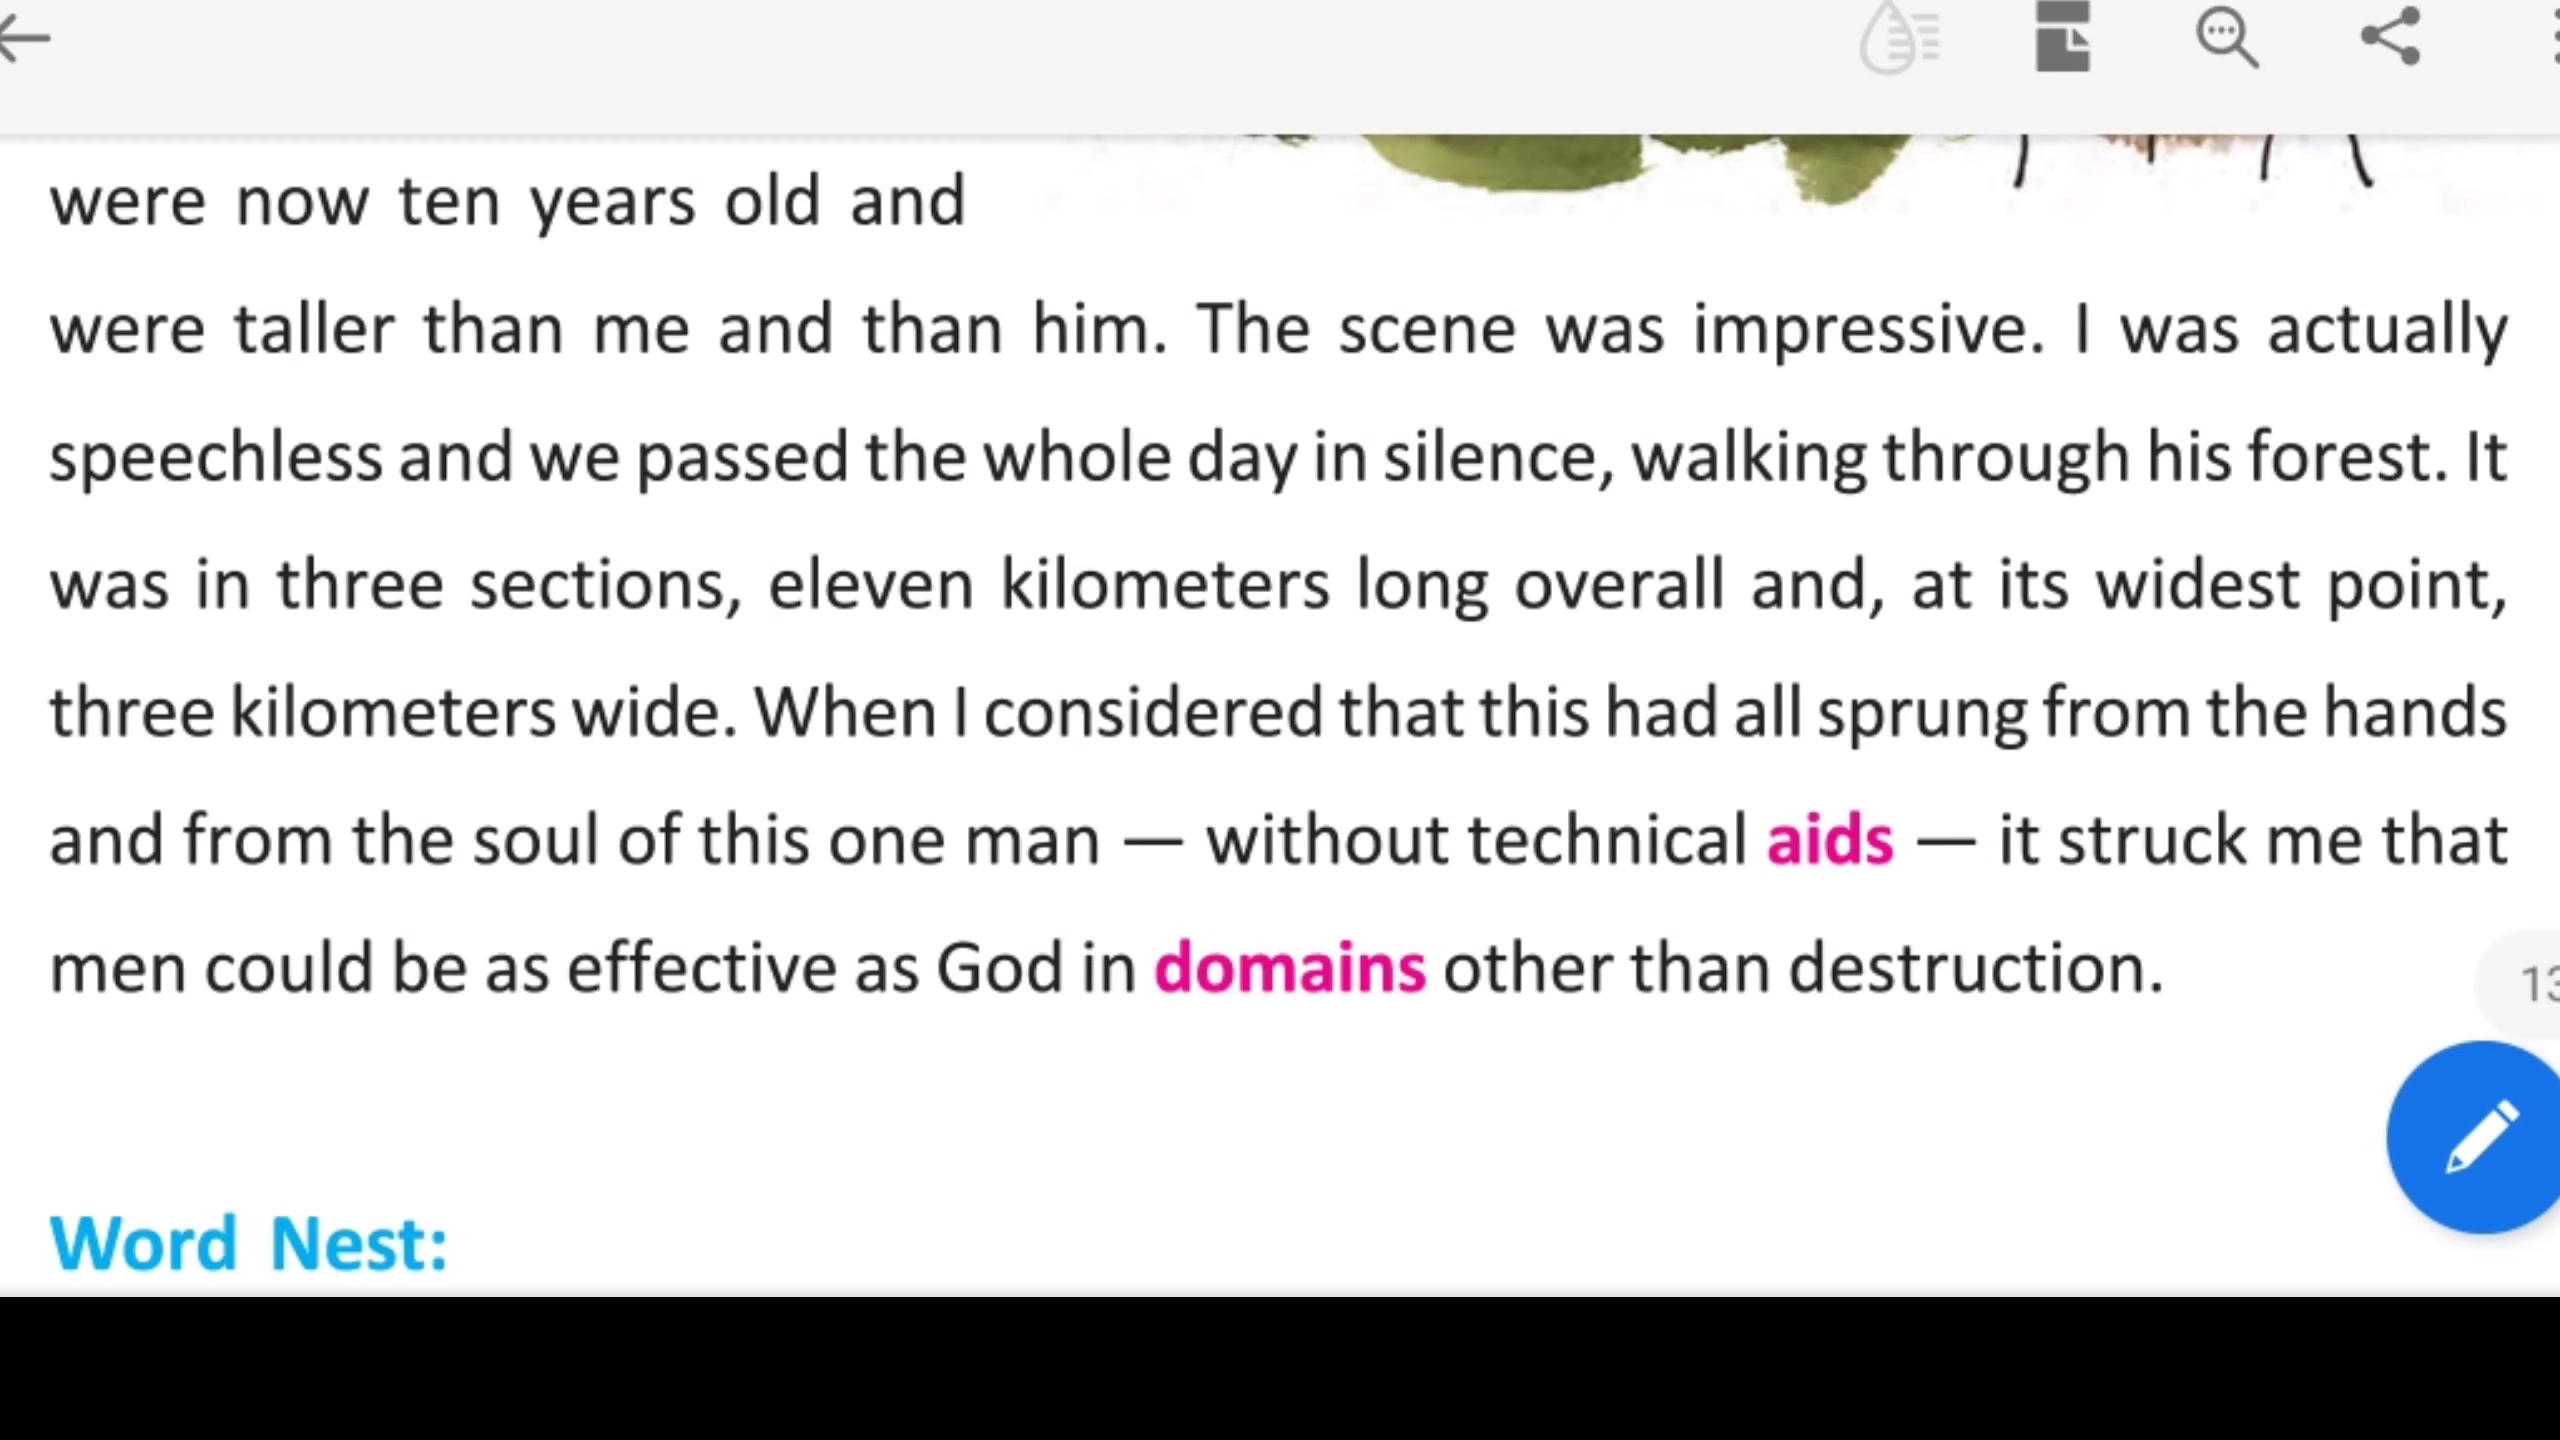 were now ten years old and
were taller than me and than him. The scene was impressive. I was actually
speechless and we passed the whole day in silence, walking through his forest. It
was in three sections, eleven kilometers long overall and, at its widest point,
three kilometers wide. When I considered that this had all sprung from the hands
and from the soul of this one man — without technical aids — it struck me that
men could be as effective as God in domains other than destruction.
13
Word Nest: